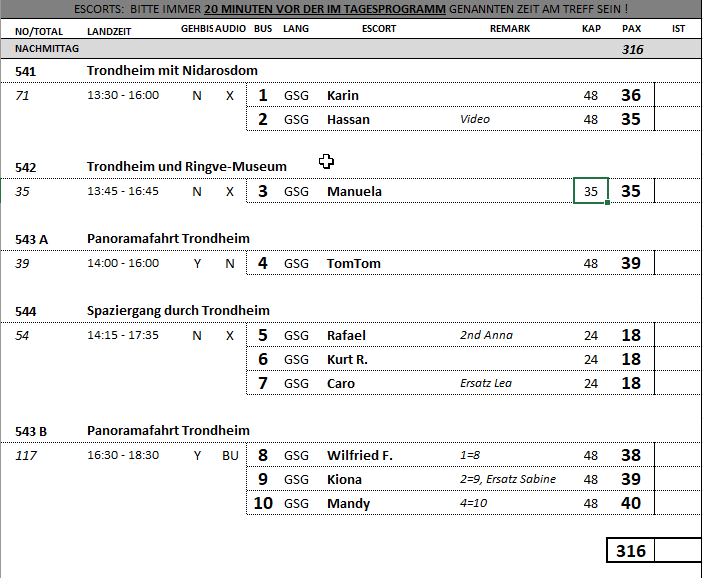 ESCORTS: BITTE IMMER 20 MINUTEN VOR DER IM TAGESPROGRAMM GENANNTEN ZEIT AM TREFF SEIN !
NO/TOTAL LANDZEIT GEHBIS AUDIO BUS LANG ESCORT REMARK KAP PAX IST
NACHMITTAG 316
541 Trondheim mit Nidarosdom
71 13:30 - 16:00 N X 1 GSG Karin 48 36
2 GSG Hassan Video 48 35
542 Trondheim und Ringve-Museum
35 13:45 - 16:45 N X 3 GSG Manuela 35 35
543 A Panoramafahrt Trondheim
39 14:00 - 16:00 Y N 4 GSG TomTom 48 39
544 Spaziergang durch Trondheim
54 14:15 - 17:35 N X 5 GSG Rafael 2nd Anna 24 18
6 GSG Kurt R. 24 18
7 GSG Caro Ersatz Lea 24 18
543 B Panoramafahrt Trondheim
117 16:30 - 18:30 Y BU 8 GSG Wilfried F. 1=8 48 38
9 GSG Kiona 2=9, Ersatz Sabine 48 39
10 GSG Mandy 4=10 48 40
316